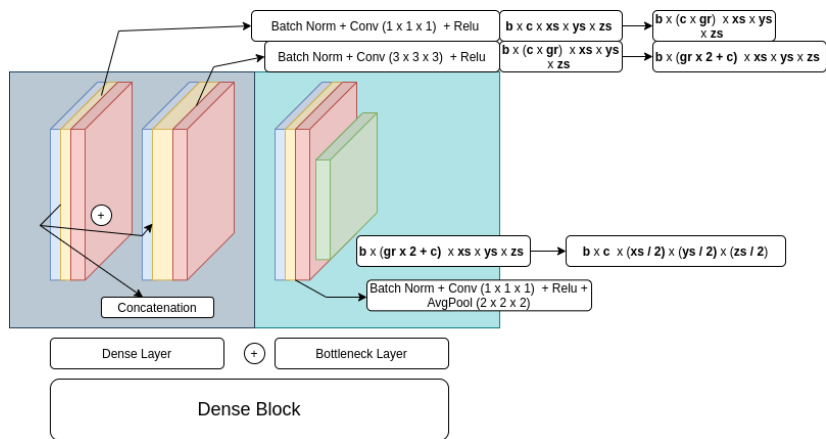 Batch Norm + Conv (1 x 1 x 1) + Relu
b x c x xs x ys x zs
b x (c x gr) x xs x ys
x zs
Batch Norm + Conv (3 x 3 x 3) + Relu
b x (c x gr) x xs x ys
x zs
b x (gr x 2 + c) x xs x ys x zs
+
b x (gr x 2 + c) x xs x ys x zs
b x c x (xs / 2) x (ys / 2) x (zs / 2)
Batch Norm + Conv (1 x 1 x 1) + Relu +
AvgPool (2 x 2 x 2)
Concatenation
Dense Layer
+
Bottleneck Layer
Dense Block